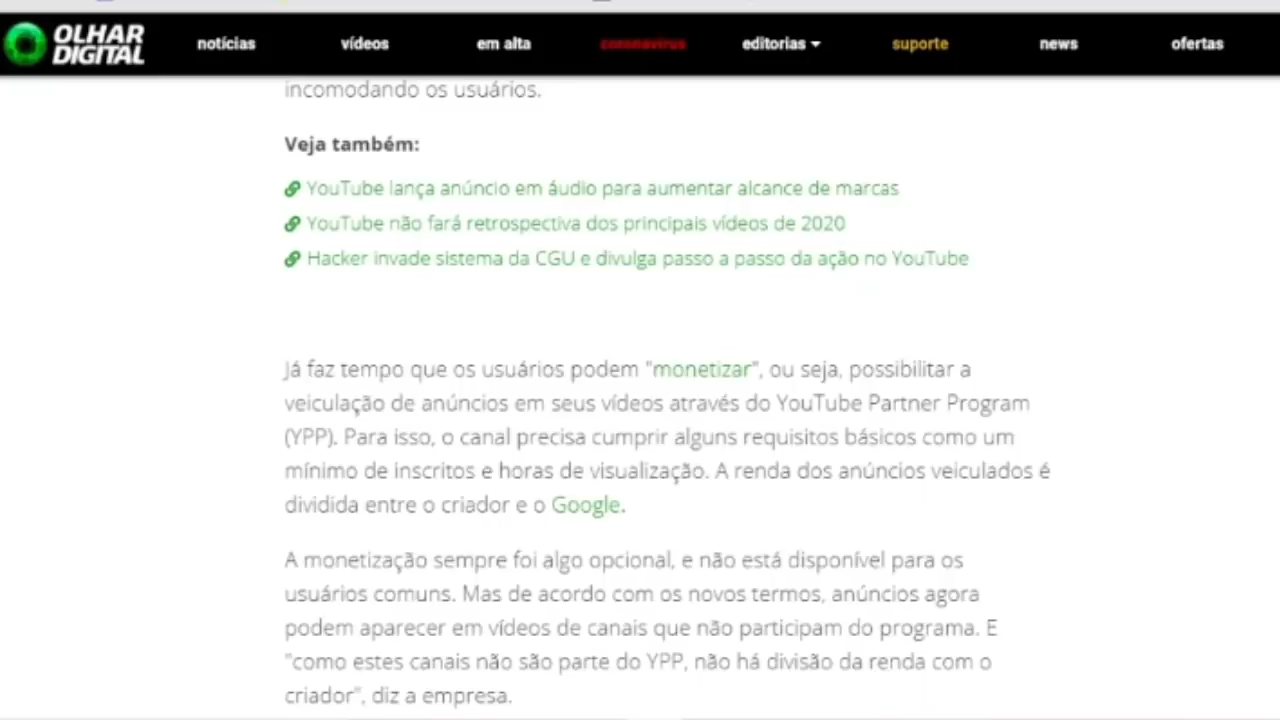 OLHAR
DIGITAL
notícias vídeos em alta coronavírus editorias suporte news ofertas
incomodando os usuários.
Veja também:
YouTube lança anúncio em áudio para aumentar alcance de marcas
YouTube não fará retrospectiva dos principais vídeos de 2020
Hacker invade sistema da CGU e divulga passo a passo da ação no YouTube
Já faz tempo que os usuários podem "monetizar", ou seja, possibilitar a
veiculação de anúncios em seus vídeos através do YouTube Partner Program
(YPP). Para isso, o canal precisa cumprir alguns requisitos básicos como um
mínimo de inscritos e horas de visualização. A renda dos anúncios veiculados é
dividida entre o criador e o Google.
A monetização sempre foi algo opcional, e não está disponível para os
usuários comuns. Mas de acordo com os novos termos, anúncios agora
podem aparecer em vídeos de canais que não participam do programa. E
"como estes canais não são parte do YPP, não há divisão da renda com o
criador", diz a empresa.